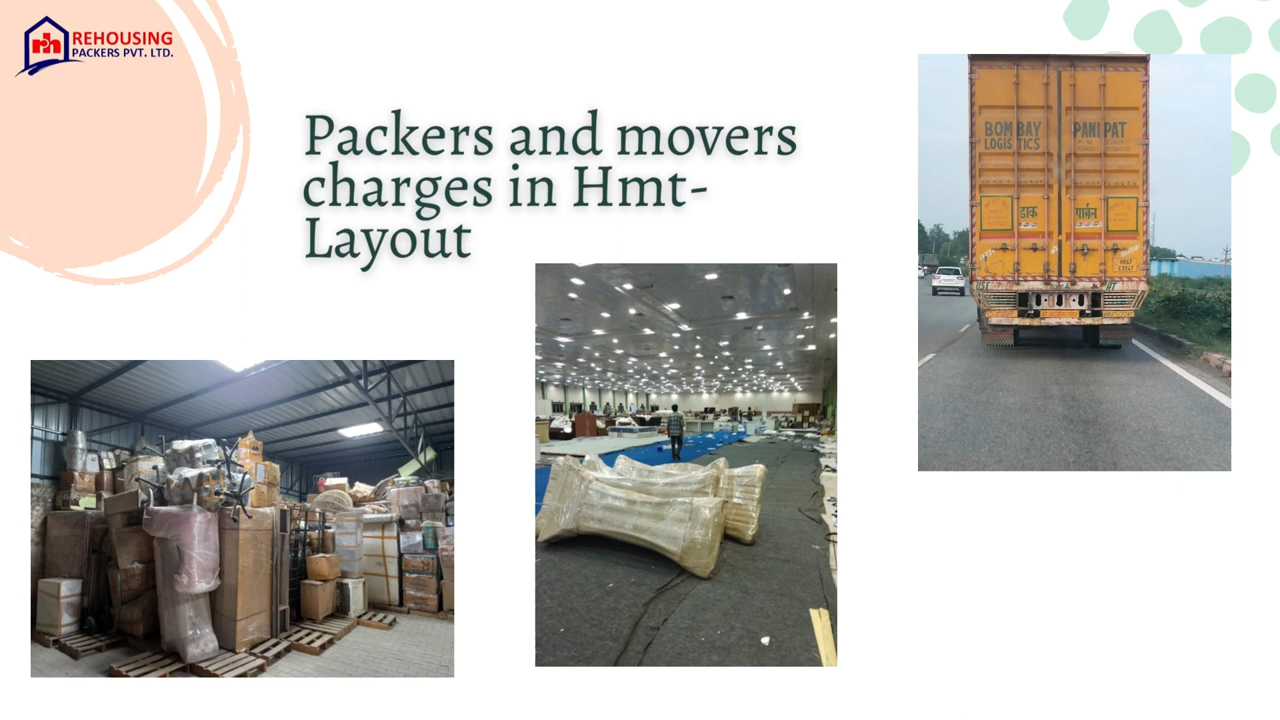 REHOUSING
PACKERS PVT. LTD.
Packers and movers
charges in Hmt-
Layout
BOMBAY PANIPAT
LOGISTICS
डाक पार्सल